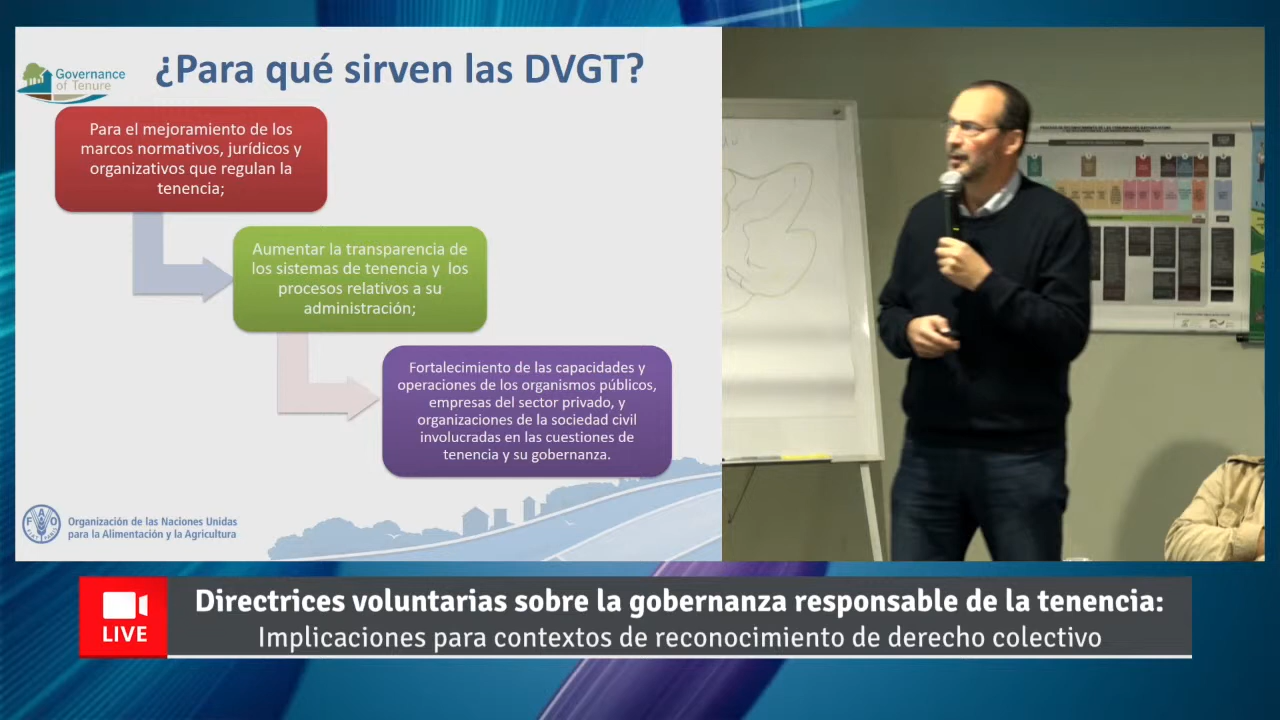 ¿Para qué sirven las DVGT?
Governance
of Tenure
Para el mejoramiento de los
marcos normativos, jurídicos y
organizativos que regulan la
tenencia;
Aumentar la transparencia de
los sistemas de tenencia y los
procesos relativos a su
administración;
Fortalecimiento de las capacidades y
operaciones de los organismos públicos,
empresas del sector privado, y
organizaciones de la sociedad civil
involucradas en las cuestiones de
tenencia y su gobernanza.
FAO
Organización de las Naciones Unidas
para la Alimentación y la Agricultura
LIVE
Directrices voluntarias sobre la gobernanza responsable de la tenencia:
Implicaciones para contextos de reconocimiento de derecho colectivo